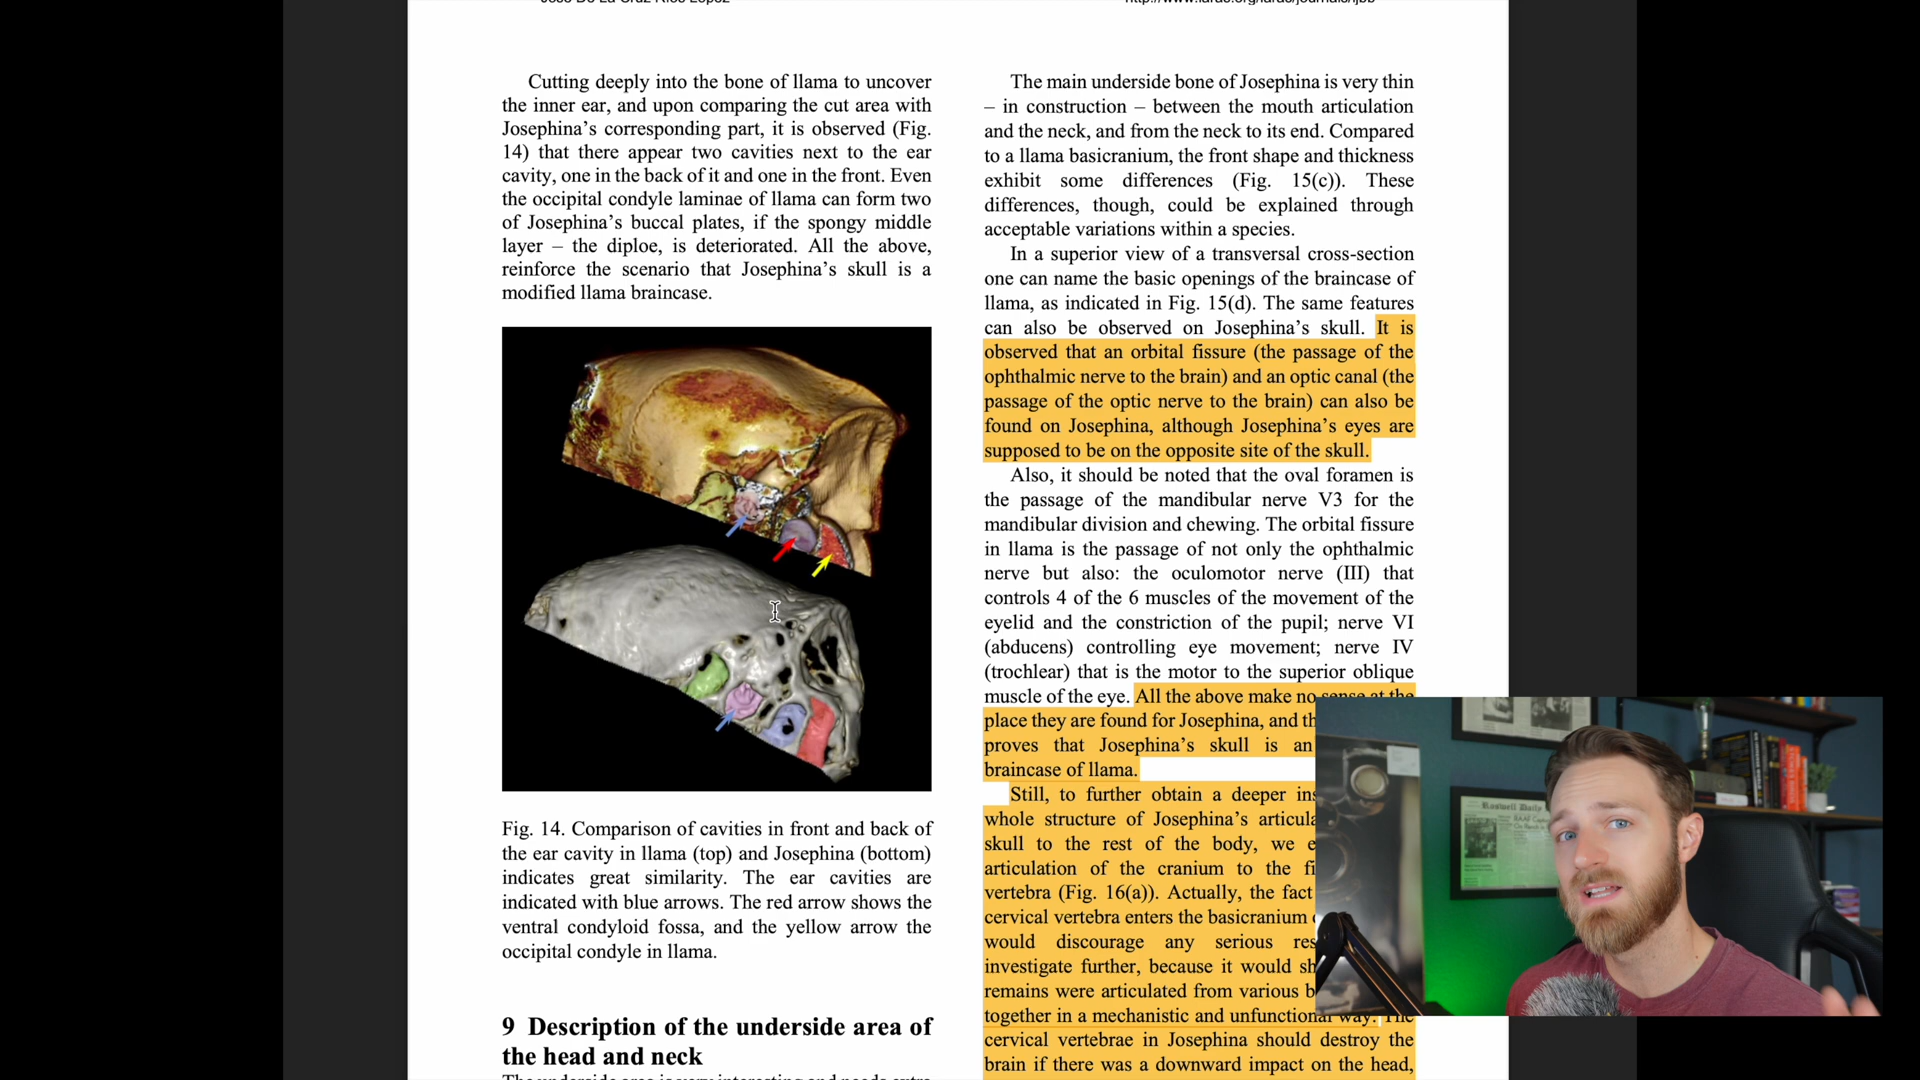 Cutting deeply into the bone of llama to uncover
the inner ear, and upon comparing the cut area with
Josephina's corresponding part, it is observed (Fig.
14) that there appear two cavities next to the ear
cavity, one in the back of it and one in the front. Even
the occipital condyle laminae of llama can form two
of Josephina's buccal plates, if the spongy middle
layer – the diploe, is deteriorated. All the above,
reinforce the scenario that Josephina's skull is a
modified llama braincase.
Fig. 14. Comparison of cavities in front and back of
the ear cavity in llama (top) and Josephina (bottom)
indicates great similarity. The ear cavities are
indicated with blue arrows. The red arrow shows the
ventral condyloid fossa, and the yellow arrow the
occipital condyle in llama.
9 Description of the underside area of
the head and neck
The main underside bone of Josephina is very thin
– in construction – between the mouth articulation
and the neck, and from the neck to its end. Compared
to a llama basicranium, the front shape and thickness
exhibit some differences (Fig. 15(c)). These
differences, though, could be explained through
acceptable variations within a species.
In a superior view of a transversal cross-section
one can name the basic openings of the braincase of
llama, as indicated in Fig. 15(d). The same features
can also be observed on Josephina's skull. It is
observed that an orbital fissure (the passage of the
ophthalmic nerve to the brain) and an optic canal (the
passage of the optic nerve to the brain) can also be
found on Josephina, although Josephina's eyes are
supposed to be on the opposite site of the skull.
Also, it should be noted that the oval foramen is
the passage of the mandibular nerve V3 for the
mandibular division and chewing. The orbital fissure
in llama is the passage of not only the ophthalmic
nerve but also: the oculomotor nerve (III) that
controls 4 of the 6 muscles of the movement of the
eyelid and the constriction of the pupil; nerve VI
(abducens) controlling eye movement; nerve IV
(trochlear) that is the motor to the superior oblique
muscle of the eye. All the above make no sense at the
place they are found for Josephina, and th
proves that Josephina's skull is an
braincase of llama.
Still, to further obtain a deeper ins
whole structure of Josephina's articula
skull to the rest of the body, we e
articulation of the cranium to the fi
vertebra (Fig. 16(a)). Actually, the fact
cervical vertebra enters the basicranium
would discourage any serious res
investigate further, because it would sh
remains were articulated from various b
together in a mechanistic and unfunctional way. The
cervical vertebrae in Josephina should destroy the
brain if there was a downward impact on the head,
Roswell Daily